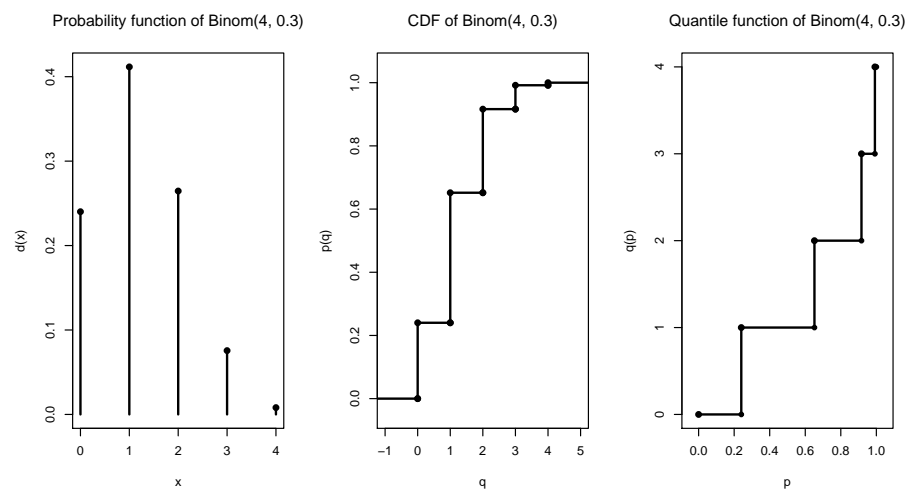 Probability function of Binom(4, 0.3)
d(x)
0.4
0.3
0.2
0.1
0.0
0 1 2 3 4
x
CDF of Binom(4, 0.3)
p(q)
1.0
0.8
0.6
0.4
0.2
0.0
−1 0 1 2 3 4 5
q
Quantile function of Binom(4, 0.3)
q(p)
4
3
2
1
0
0.0 0.2 0.4 0.6 0.8 1.0
p